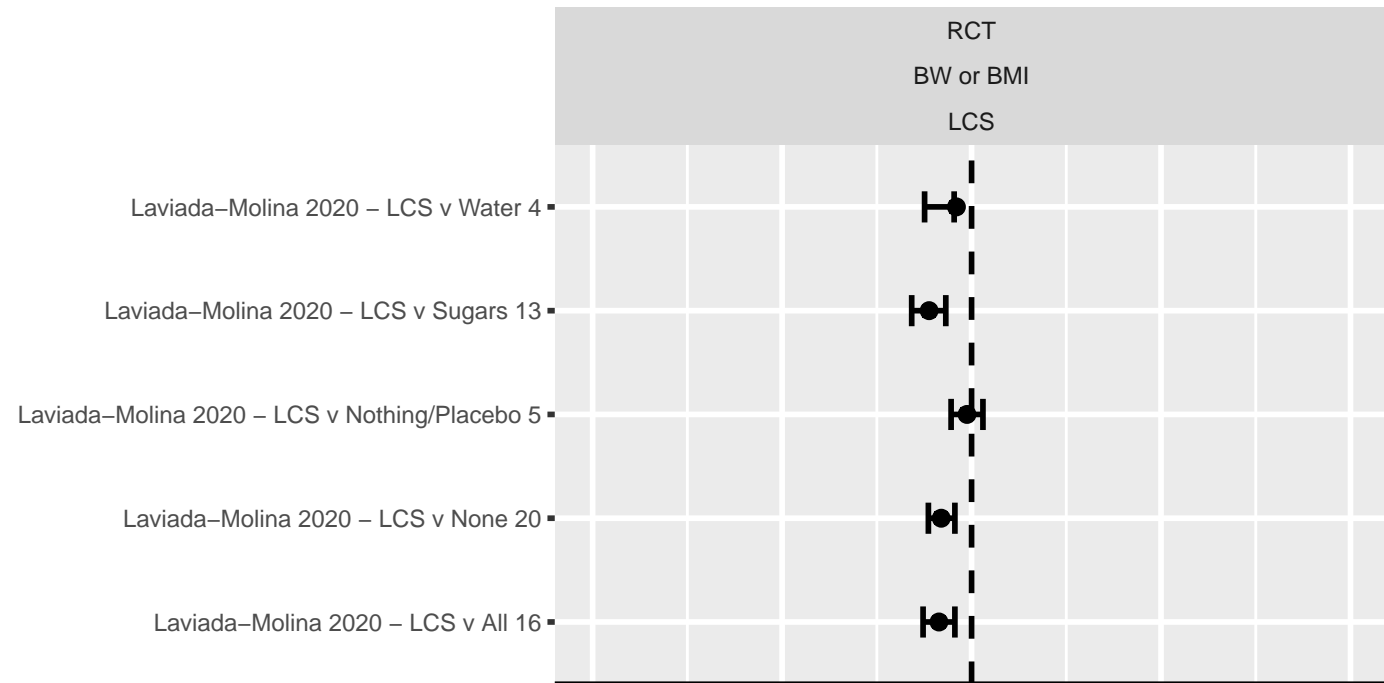 RCT
BW or BMI
LCS
Laviada−Molina 2020 − LCS v Water 4
Laviada−Molina 2020 − LCS v Sugars 13
Laviada−Molina 2020 − LCS v Nothing/Placebo 5
Laviada−Molina 2020 − LCS v None 20
Laviada−Molina 2020 − LCS v All 16